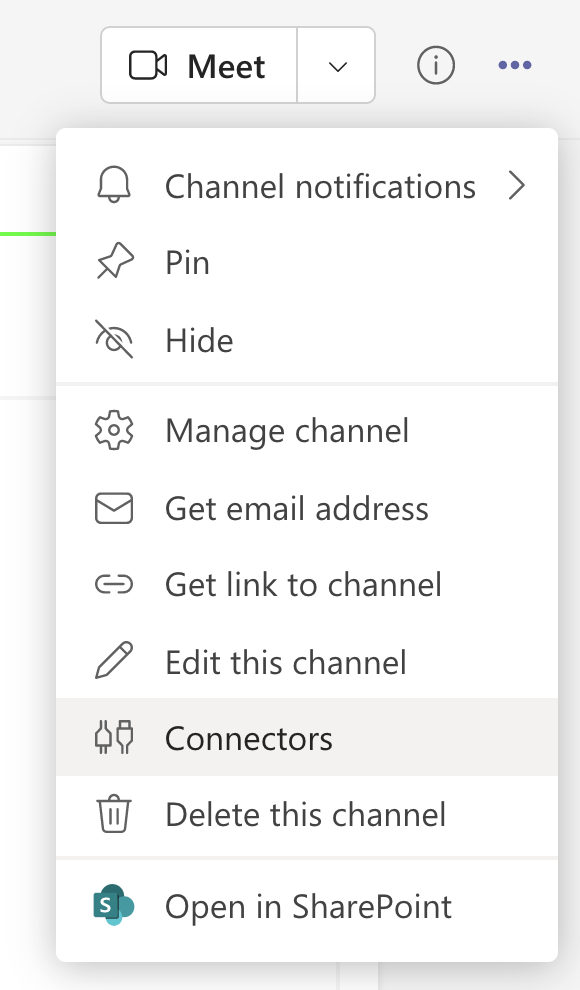 Meet
Channel notifications
Pin
Hide
Manage channel
Get email address
Get link to channel
Edit this channel
Connectors
Delete this channel
S
Open in SharePoint